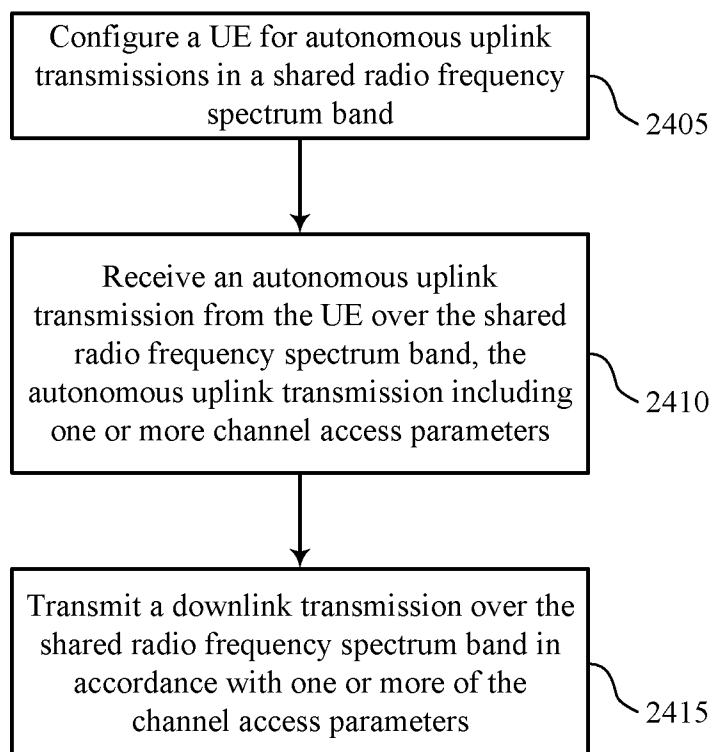 Configure a UE for autonomous uplink
transmissions in a shared radio frequency
spectrum band
2405
Receive an autonomous uplink
transmission from the UE over the shared
radio frequency spectrum band, the
autonomous uplink transmission including
one or more channel access parameters
2410
Transmit a downlink transmission over the
shared radio frequency spectrum band in
accordance with one or more of the
channel access parameters
2415